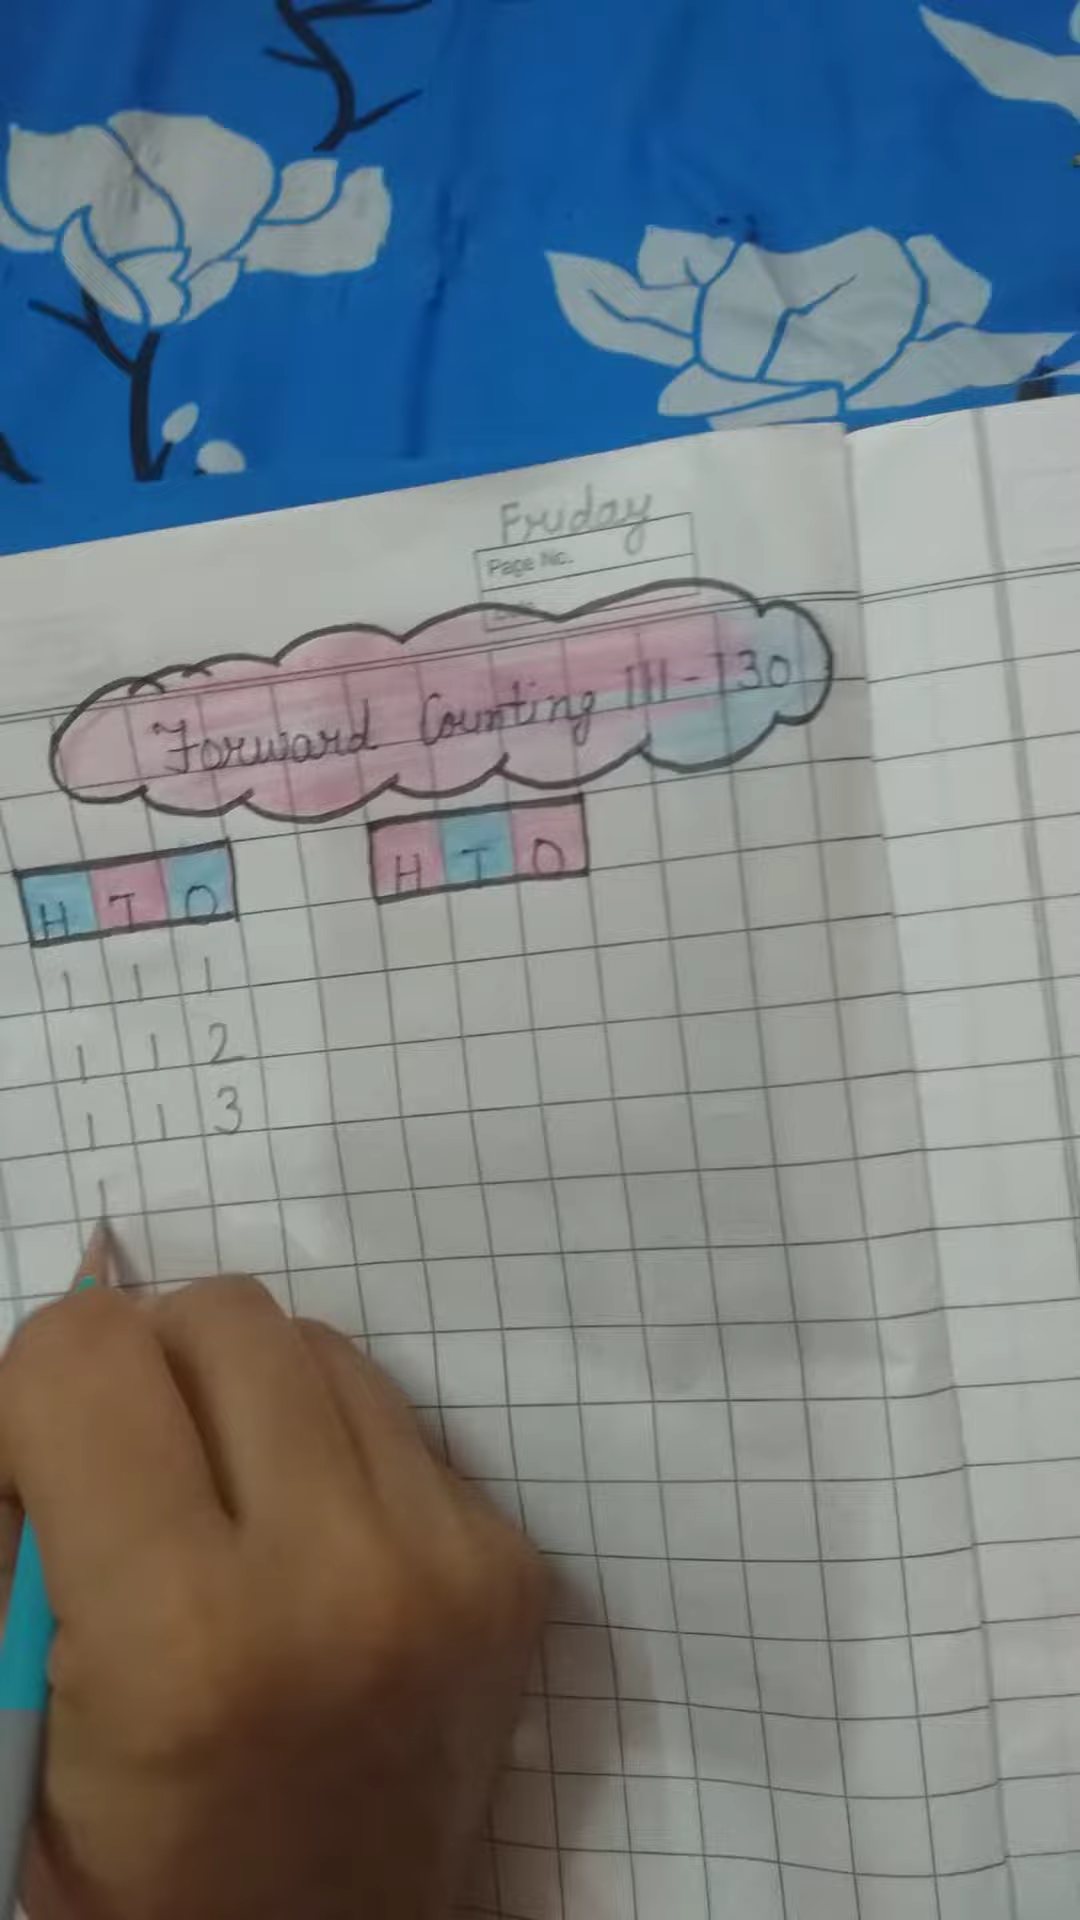 Friday
Page No.
Forward Counting 111-130
H T O
H T O
1 1 1
1 1 2
1 1 3
1